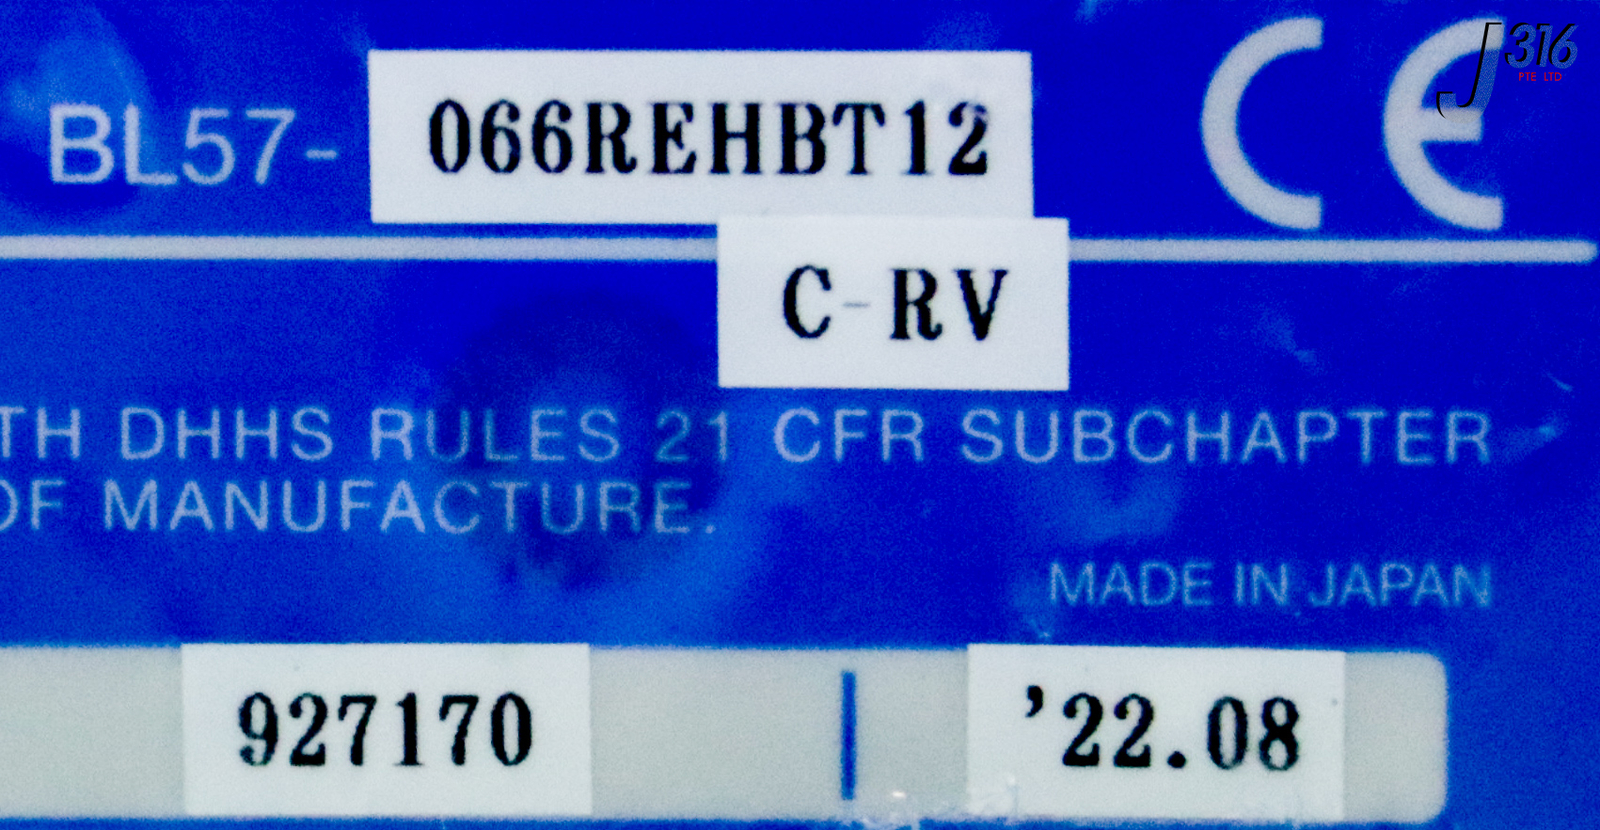 BL57- 066REHBT12 CE
J316
PTE LTD
C-RV
TH DHHS RULES 21 CFR SUBCHAPTER
OF MANUFACTURE.
MADE IN JAPAN
927170 '22.08